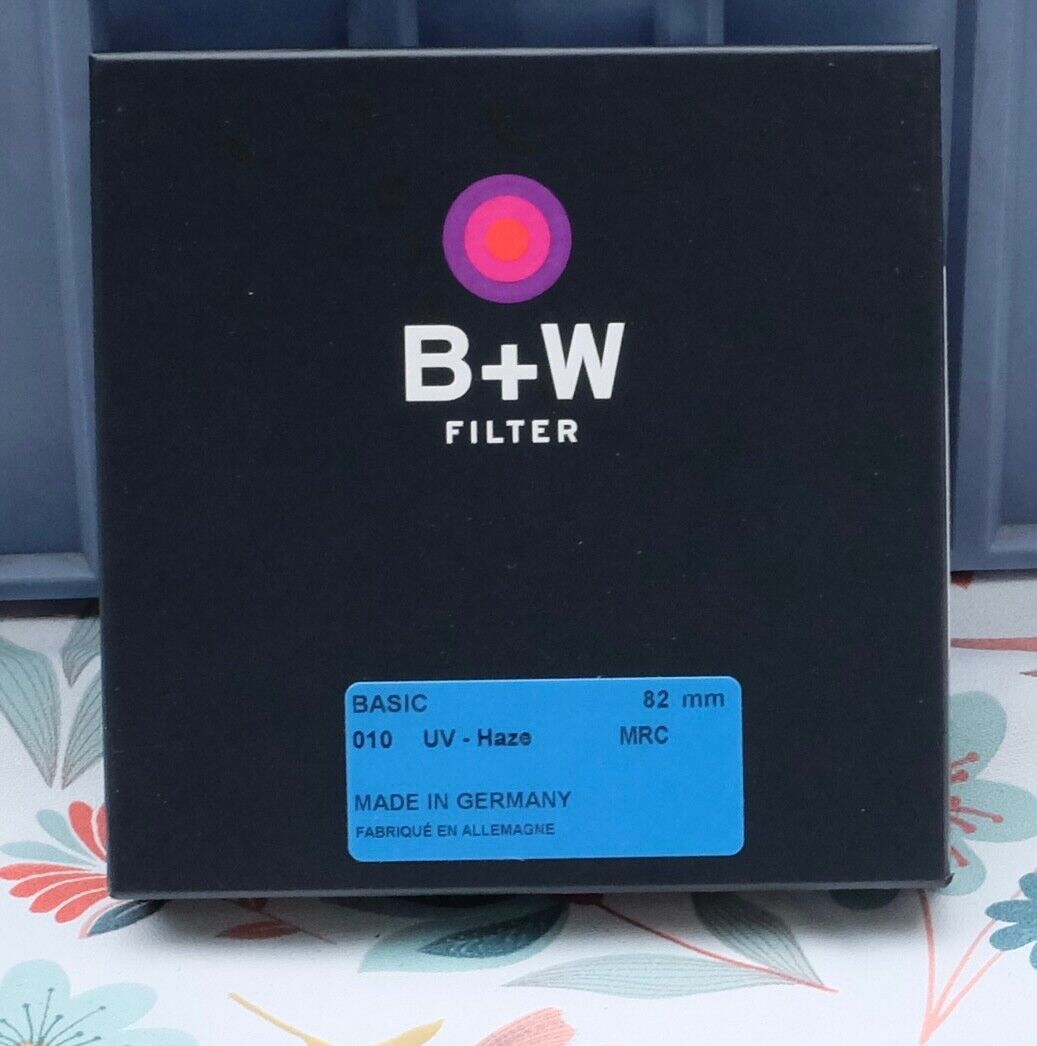 B+W
FILTER
BASIC 82 mm
010 UV - Haze MRC
MADE IN GERMANY
FABRIQUÉ EN ALLEMAGNE